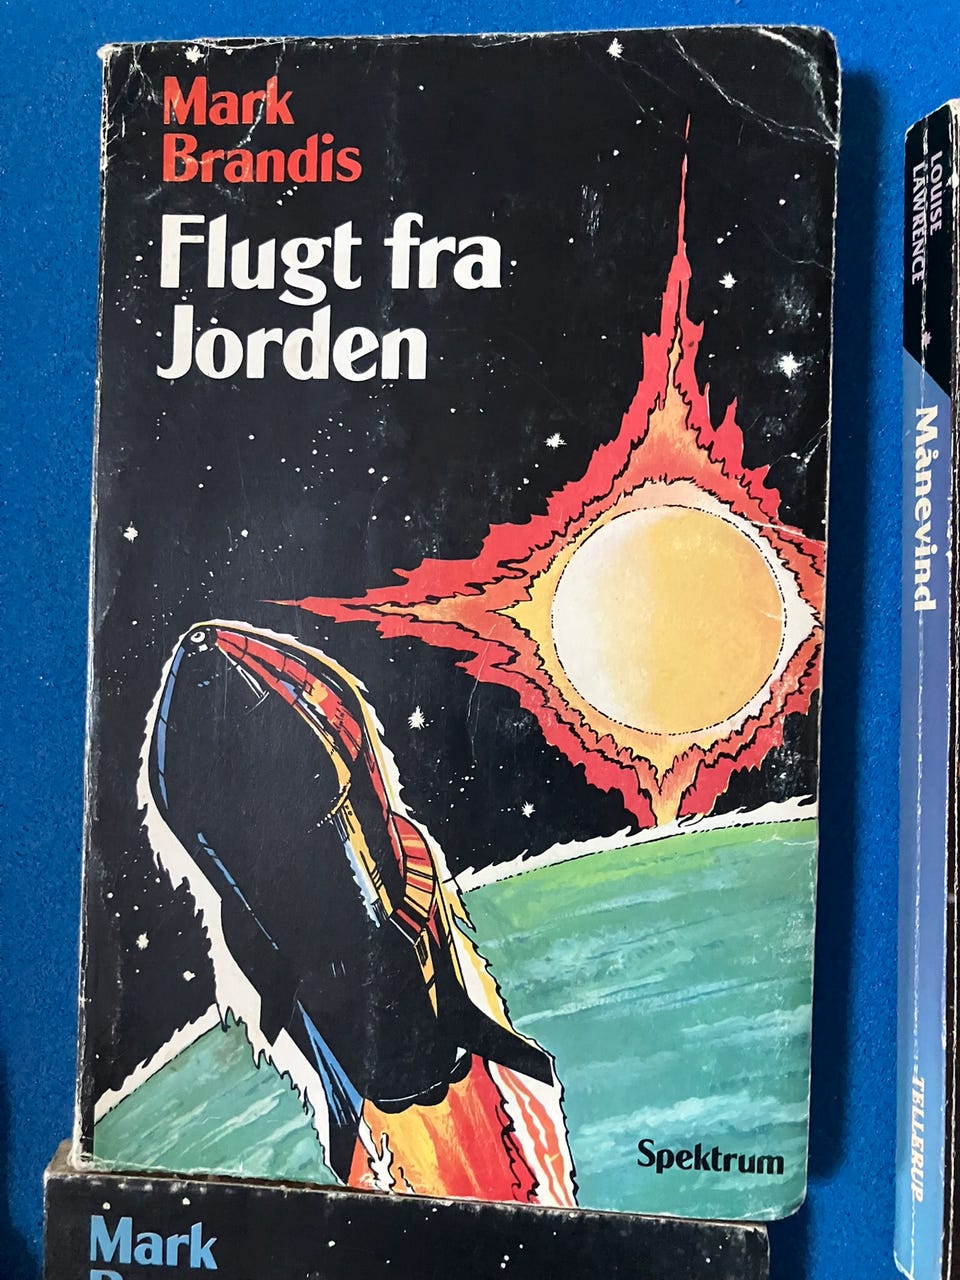 Mark
Brandis
Flugt fra
Jorden
Spektrum
Mark
LOUISE
LAWRENCE
Månevind
TELLERUP